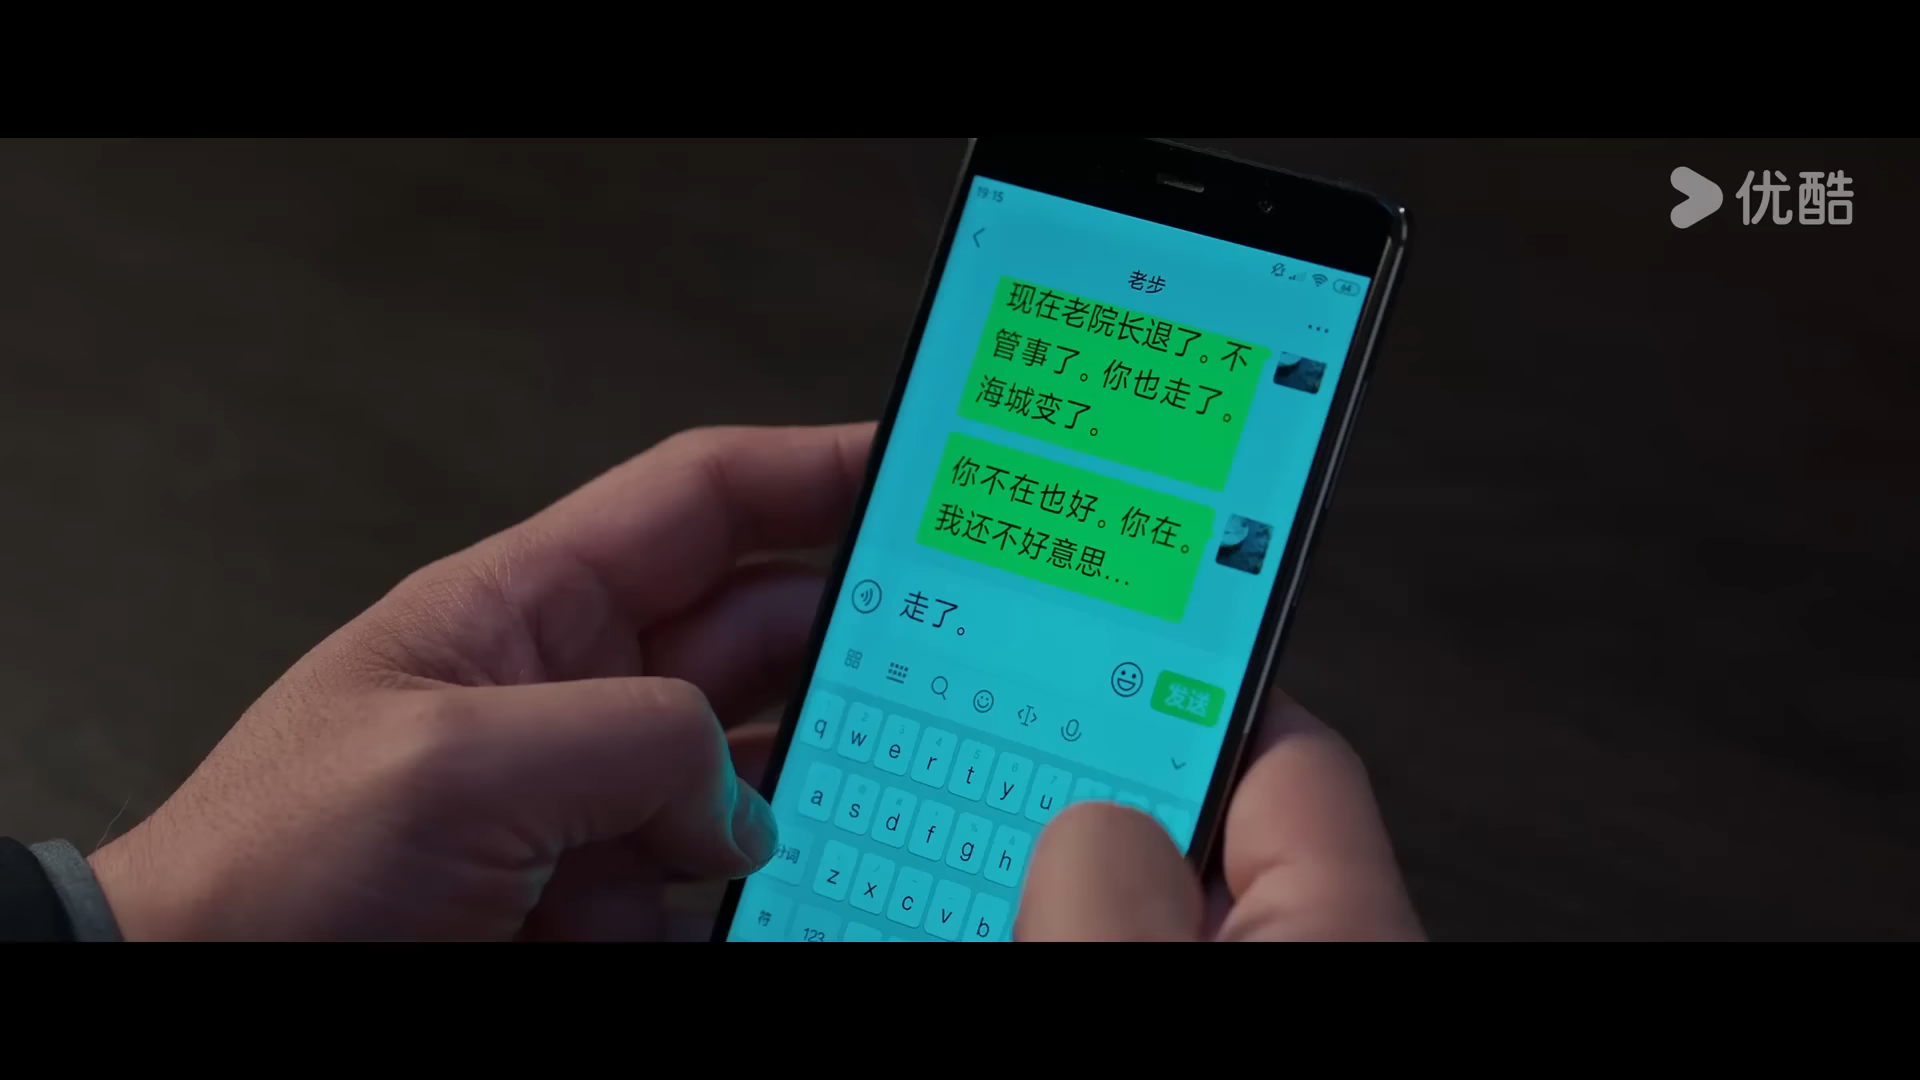 优酷
19:15
64
老步
现在老院长退了。不
管事了。你也走了。
海城变了。
你不在也好。你在。
我还不好意思...
走了。
发送
q w e r t y u
a s d f g h
分词 z x c v b
符 123